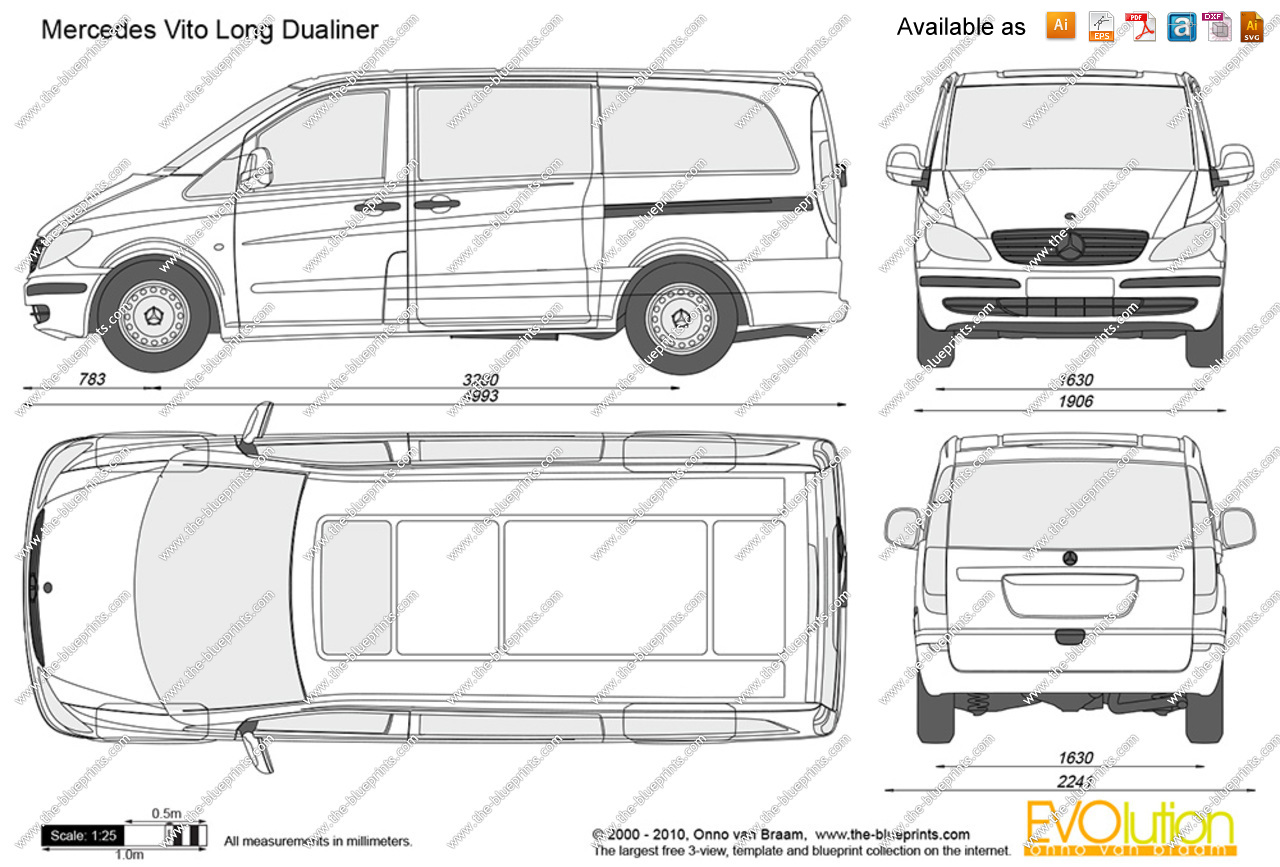 Mercedes Vito Long Dualiner
Available as
Ai
EPS
PDF
a
DXF
Ai
SVG
www.the-blueprints.com
783
4993
1630
1906
1630
Scale: 1:25
0.5m
1.0m
All measurements in millimeters.
© 2000 - 2010, Onno van Braam, www.the-blueprints.com
The largest free 3-view, template and blueprint collection on the internet.
EVOlution
onno van braam